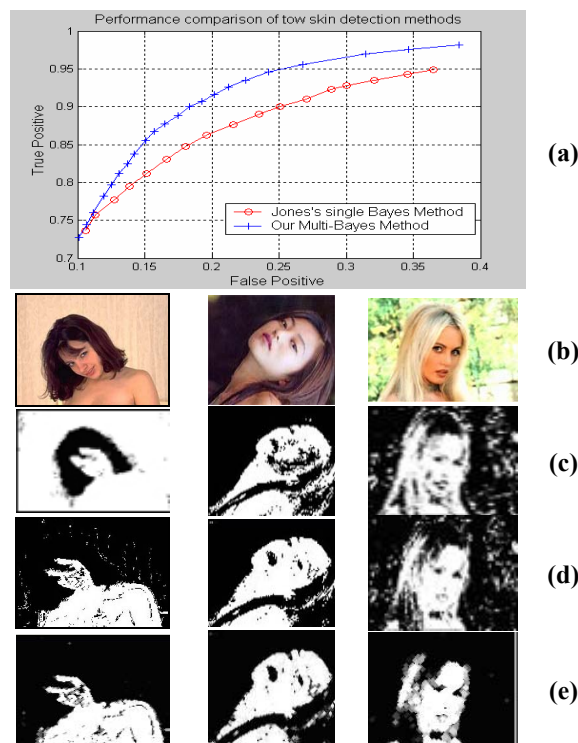 Performance comparison of tow skin detection methods
1
0.95
0.9
0.85
0.8
0.75
0.7
True Positive
0.1 0.15 0.2 0.25 0.3 0.35 0.4
False Positive
Jones's single Bayes Method
Our Multi-Bayes Method
(a)
(b)
(c)
(d)
(e)